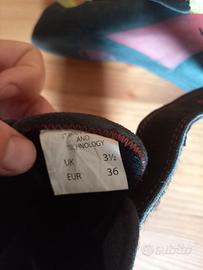 AND
TECHNOLOGY
UK 3½
EUR 36
subito